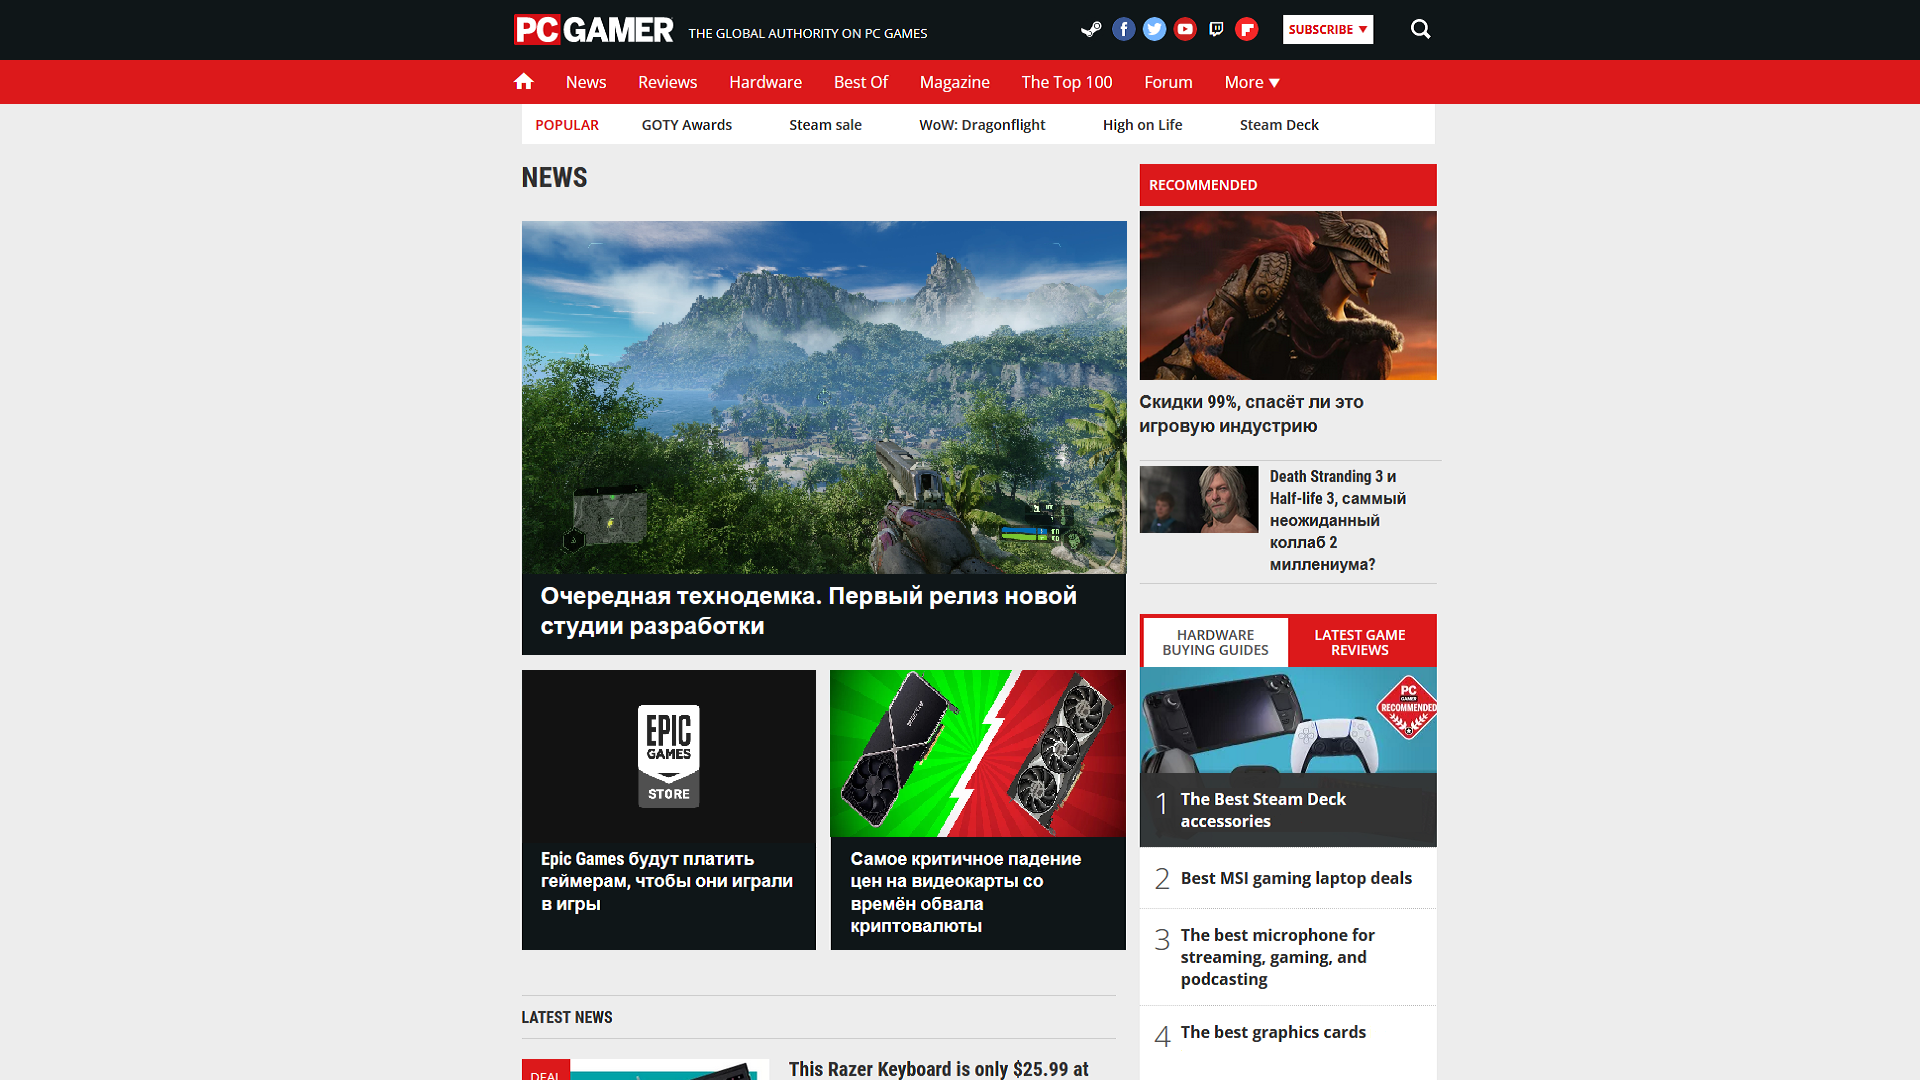 PC GAMER THE GLOBAL AUTHORITY ON PC GAMES
SUBSCRIBE
News Reviews Hardware Best Of Magazine The Top 100 Forum More
POPULAR GOTY Awards Steam sale WoW: Dragonflight High on Life Steam Deck
NEWS
Очередная технодемка. Первый релиз новой
студии разработки
EPIC
GAMES
STORE
Epic Games будут платить
геймерам, чтобы они играли
в игры
Самое критичное падение
цен на видеокарты со
времён обвала
криптовалюты
LATEST NEWS
DEAL
This Razer Keyboard is only $25.99 at
RECOMMENDED
Скидки 99%, спасёт ли это
игровую индустрию
Death Stranding 3 и
Half-life 3, саммый
неожиданный
коллаб 2
миллениума?
HARDWARE
BUYING GUIDES
LATEST GAME
REVIEWS
PC
GAMER
RECOMMENDED
1 The Best Steam Deck
accessories
2 Best MSI gaming laptop deals
3 The best microphone for
streaming, gaming, and
podcasting
4 The best graphics cards